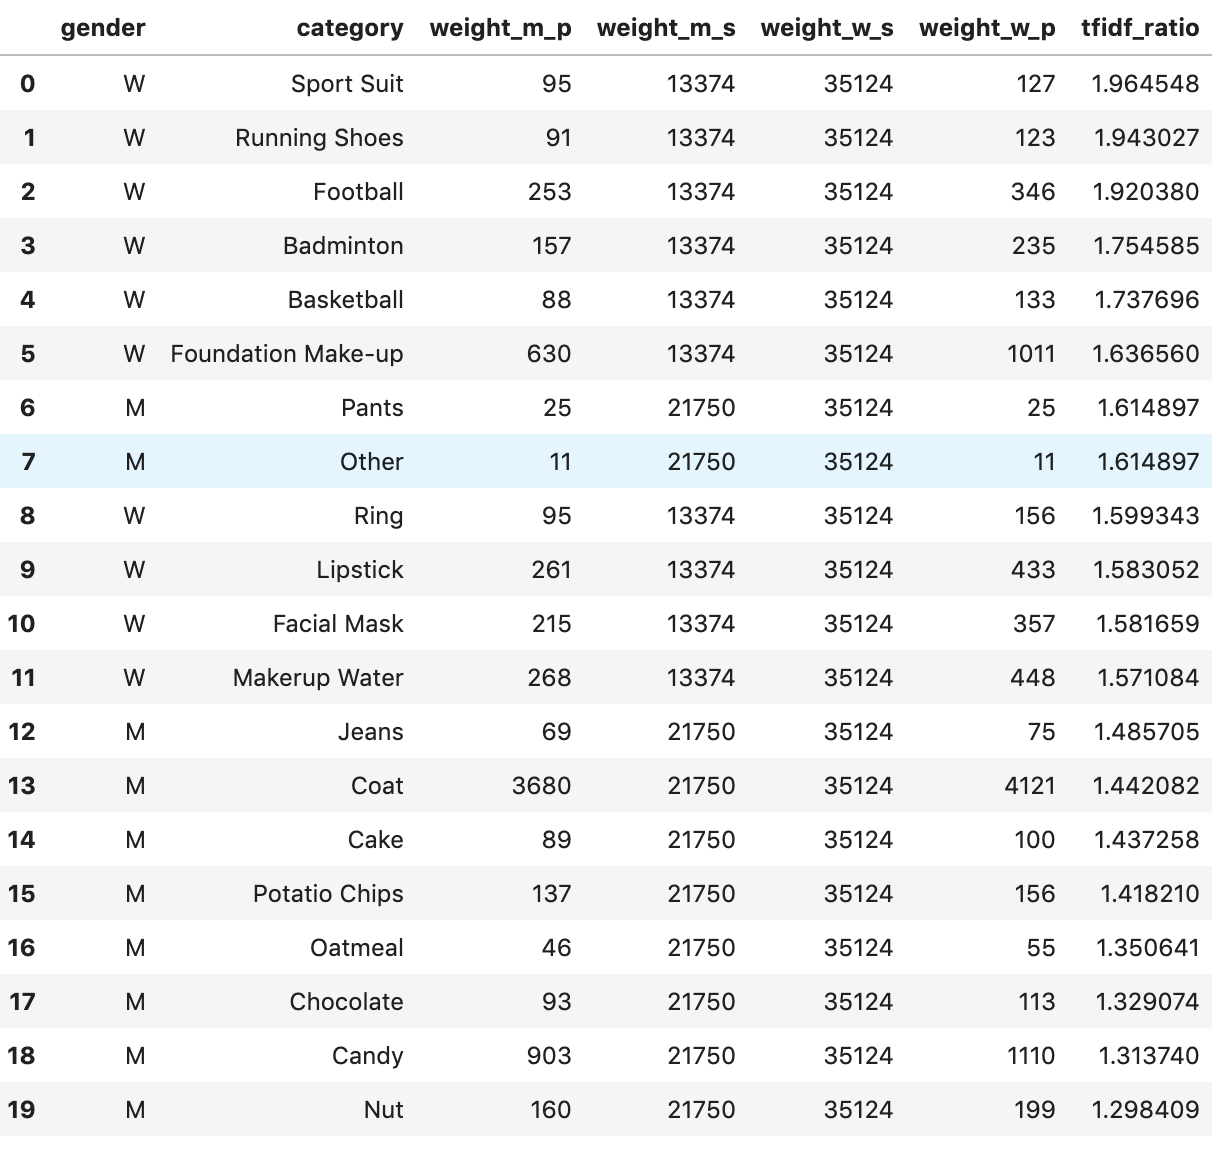 gender category weight_m_p weight_m_s weight_w_s weight_w_p tfidf_ratio
0 W Sport Suit 95 13374 35124 127 1.964548
1 W Running Shoes 91 13374 35124 123 1.943027
2 W Football 253 13374 35124 346 1.920380
3 W Badminton 157 13374 35124 235 1.754585
4 W Basketball 88 13374 35124 133 1.737696
5 W Foundation Make-up 630 13374 35124 1011 1.636560
6 M Pants 25 21750 35124 25 1.614897
7 M Other 11 21750 35124 11 1.614897
8 W Ring 95 13374 35124 156 1.599343
9 W Lipstick 261 13374 35124 433 1.583052
10 W Facial Mask 215 13374 35124 357 1.581659
11 W Makerup Water 268 13374 35124 448 1.571084
12 M Jeans 69 21750 35124 75 1.485705
13 M Coat 3680 21750 35124 4121 1.442082
14 M Cake 89 21750 35124 100 1.437258
15 M Potatio Chips 137 21750 35124 156 1.418210
16 M Oatmeal 46 21750 35124 55 1.350641
17 M Chocolate 93 21750 35124 113 1.329074
18 M Candy 903 21750 35124 1110 1.313740
19 M Nut 160 21750 35124 199 1.298409